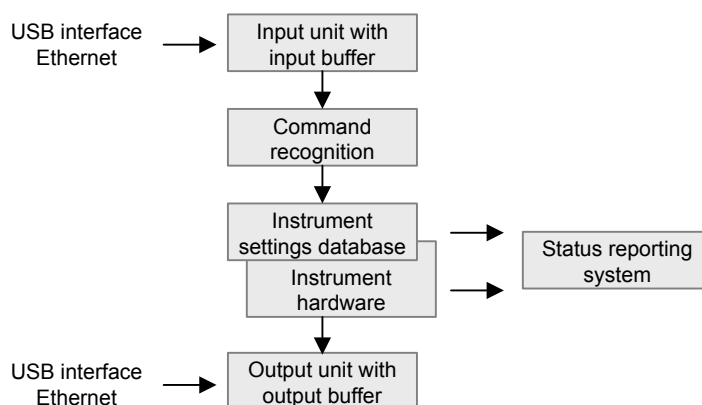 USB interface
Ethernet
Input unit with
input buffer
Command
recognition
Instrument
settings database
Instrument
hardware
Status reporting
system
USB interface
Ethernet
Output unit with
output buffer